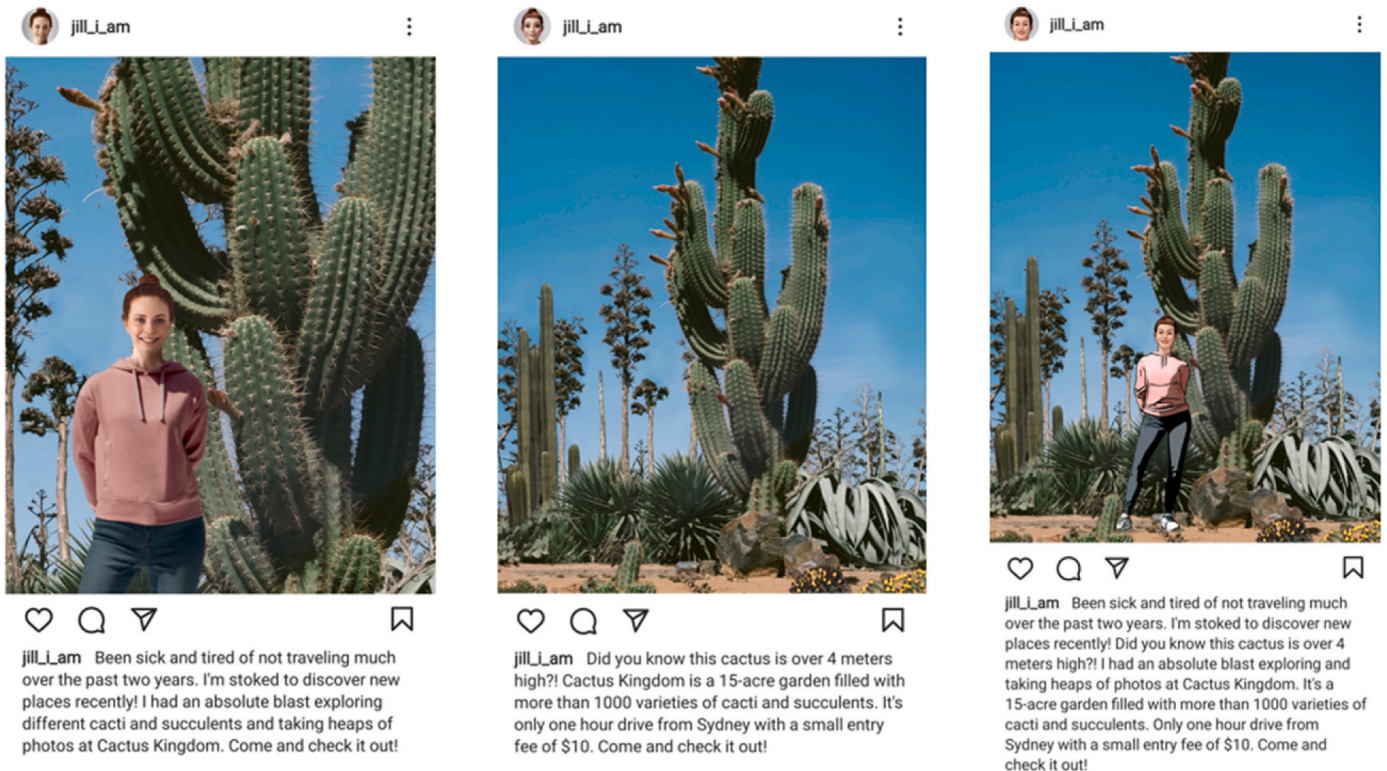 jill_i_am
jill_i_am Been sick and tired of not traveling much
over the past two years. I'm stoked to discover new
places recently! I had an absolute blast exploring
different cacti and succulents and taking heaps of
photos at Cactus Kingdom. Come and check it out!
jill_i_am
jill_i_am Did you know this cactus is over 4 meters
high?! Cactus Kingdom is a 15-acre garden filled with
more than 1000 varieties of cacti and succulents. It's
only one hour drive from Sydney with a small entry
fee of $10. Come and check it out!
jill_i_am
jill_i_am Been sick and tired of not traveling much
over the past two years. I'm stoked to discover new
places recently! Did you know this cactus is over 4
meters high?! I had an absolute blast exploring and
taking heaps of photos at Cactus Kingdom. It's a
15-acre garden filled with more than 1000 varieties of
cacti and succulents. Only one hour drive from
Sydney with a small entry fee of $10. Come and
check it out!